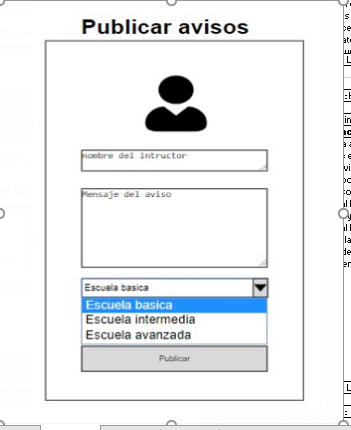 Publicar avisos
nombre del intructor
Mensaje del aviso
Escuela basica
Escuela basica
Escuela intermedia
Escuela avanzada
Publicar